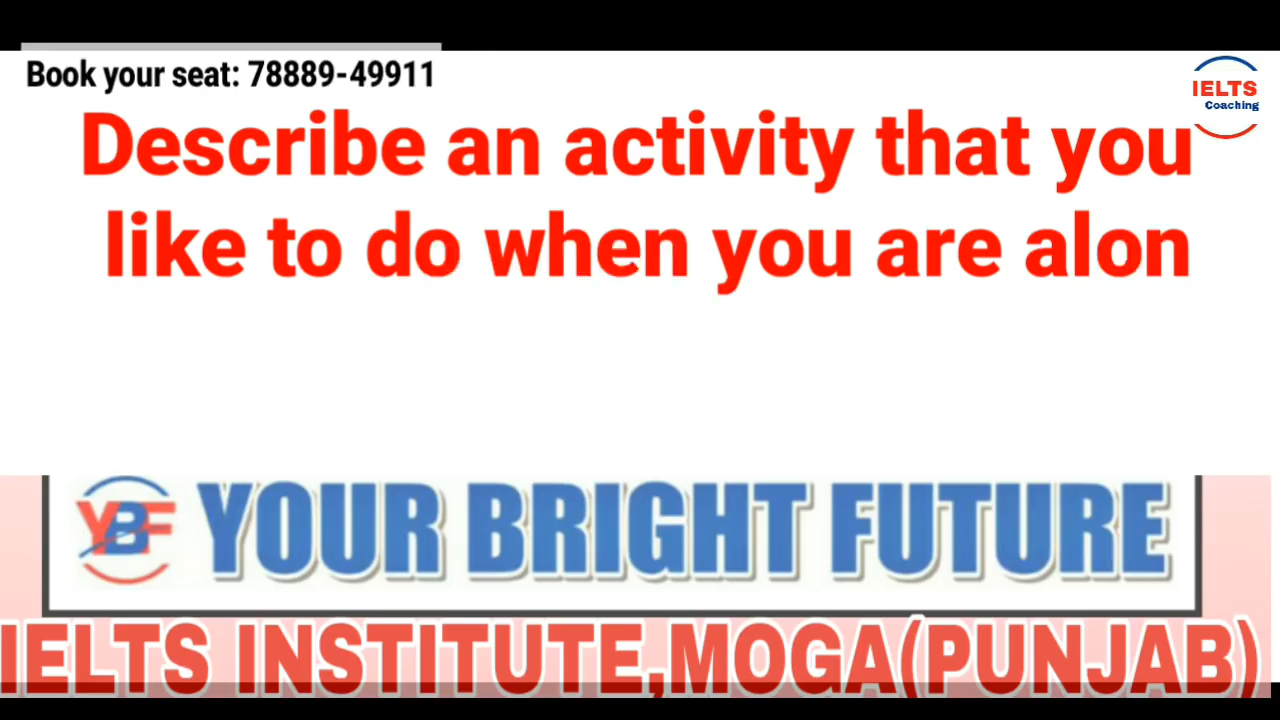 Book your seat: 78889-49911
IELTS
Coaching
Describe an activity that you
like to do when you are alon
YBF YOUR BRIGHT FUTURE
IELTS INSTITUTE,MOGA(PUNJAB)